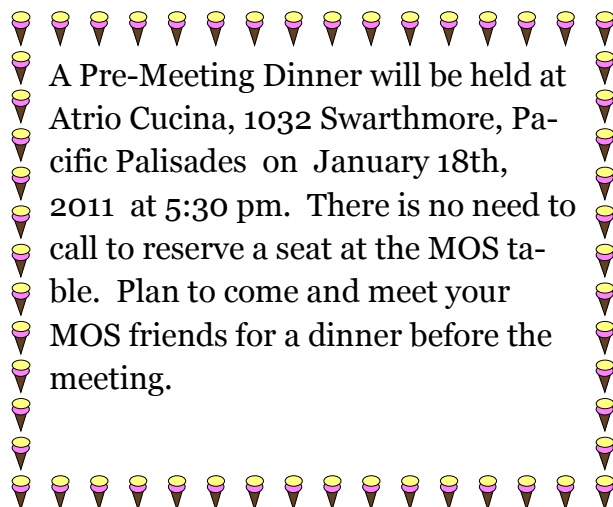 A Pre-Meeting Dinner will be held at
Atrio Cucina, 1032 Swarthmore, Pa-
cific Palisades on January 18th,
2011 at 5:30 pm. There is no need to
call to reserve a seat at the MOS ta-
ble. Plan to come and meet your
MOS friends for a dinner before the
meeting.